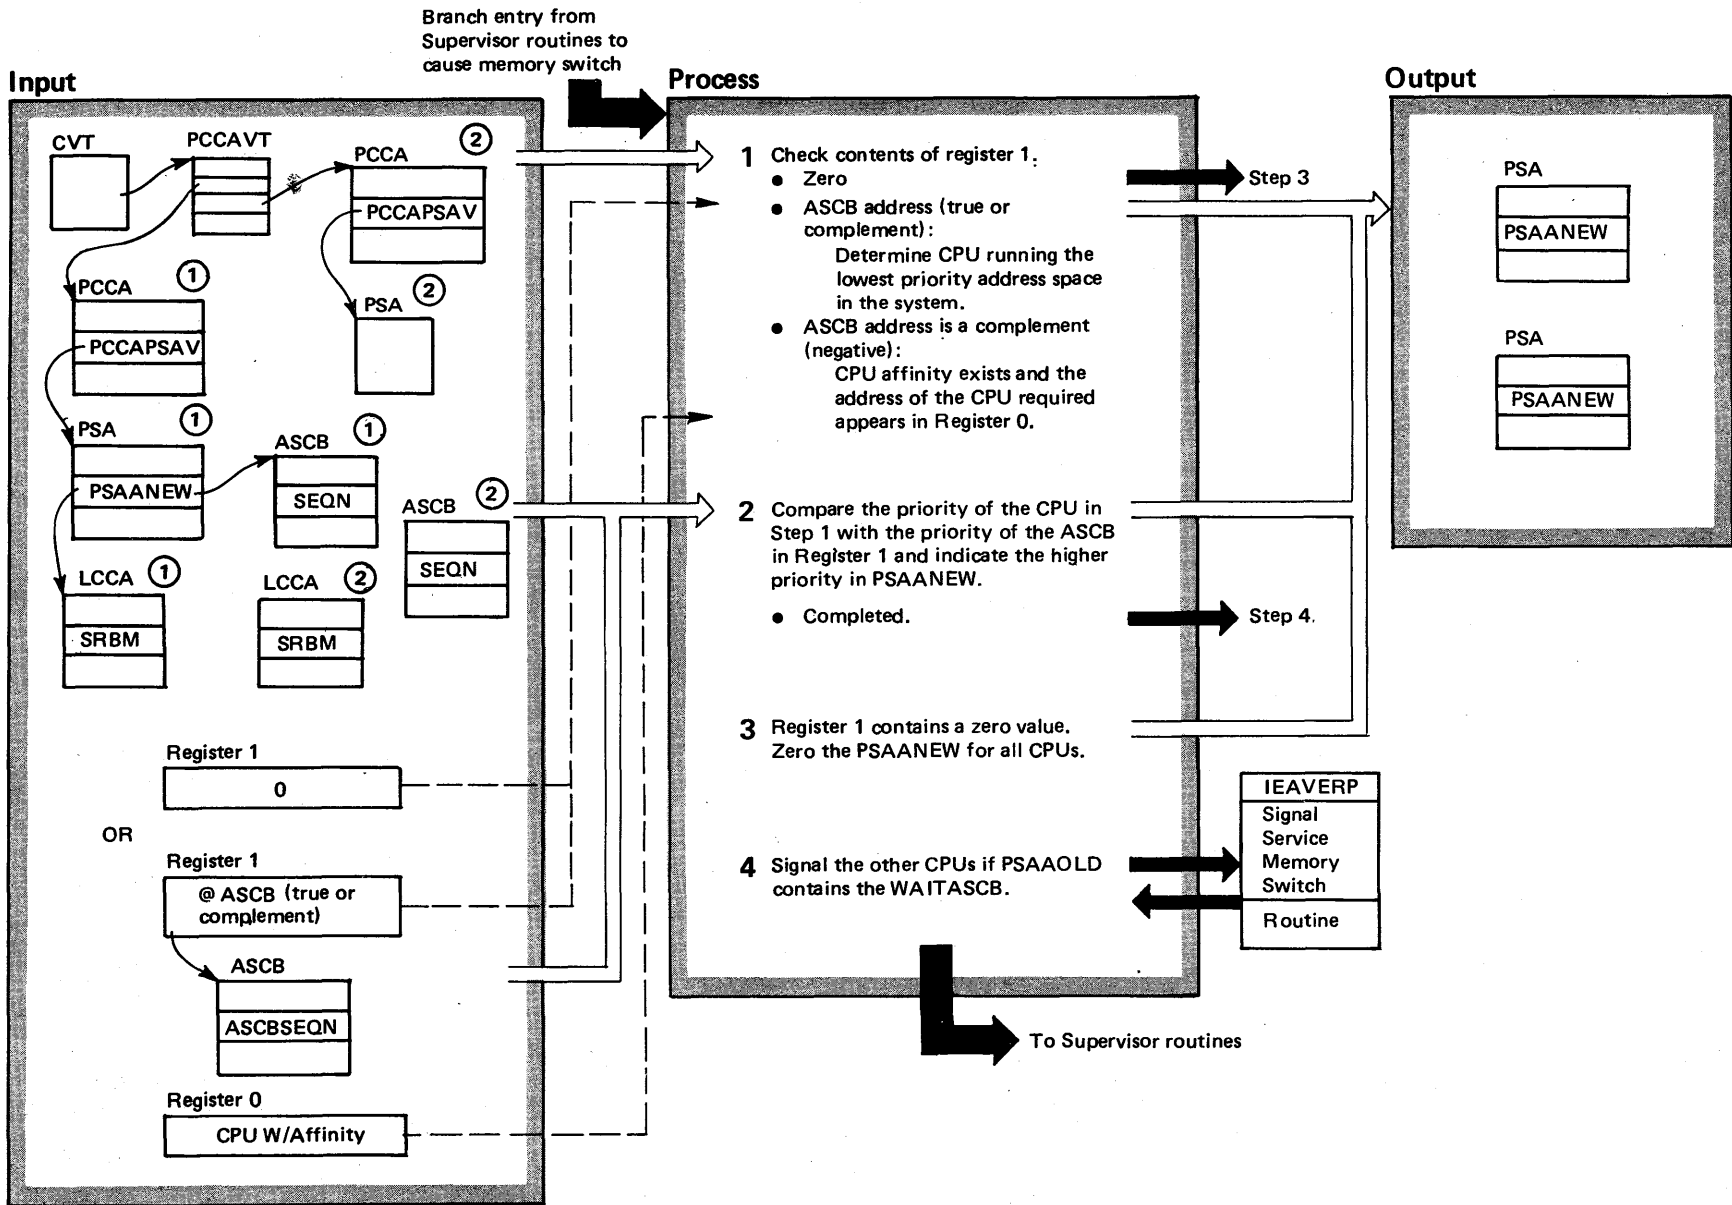 Branch entry from
Supervisor routines to
cause memory switch
Input
CVT
PCCAVT
PCCA
2
PCCAPSAV
PCCA
1
PCCAPSAV
PSA
2
PSA
1
PSAANEW
ASCB
1
SEQN
ASCB
2
SEQN
LCCA
1
SRBM
LCCA
2
SRBM
Register 1
0
OR
Register 1
@ ASCB (true or
complement)
ASCB
ASCBSEQN
Register 0
CPU W/Affinity
Process
1 Check contents of register 1.
● Zero
Step 3
● ASCB address (true or
complement) :
Determine CPU running the
lowest priority address space
in the system.
● ASCB address is a complement
(negative) :
CPU affinity exists and the
address of the CPU required
appears in Register 0.
2 Compare the priority of the CPU in
Step 1 with the priority of the ASCB
in Register 1 and indicate the higher
priority in PSAANEW.
● Completed.
Step 4.
3 Register 1 contains a zero value.
Zero the PSAANEW for all CPUs.
4 Signal the other CPUs if PSAAOLD
contains the WAITASCB.
IEAVERP
Signal
Service
Memory
Switch
Routine
To Supervisor routines
Output
PSA
PSAANEW
PSA
PSAANEW